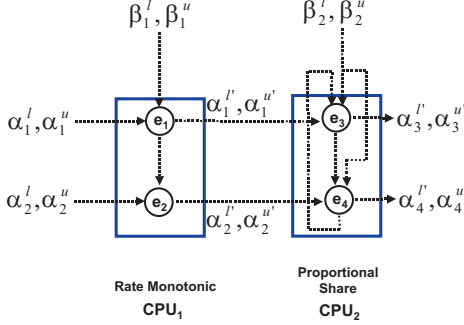 β₁ˡ,β₁ᵘ β₂ˡ,β₂ᵘ
α₁ˡ,α₁ᵘ e₁ α₁ˡ',α₁ᵘ' e₃ α₃ˡ',α₃ᵘ'
α₂ˡ,α₂ᵘ e₂ α₂ˡ',α₂ᵘ' e₄ α₄ˡ',α₄ᵘ'
Rate Monotonic
CPU₁
Proportional
Share
CPU₂